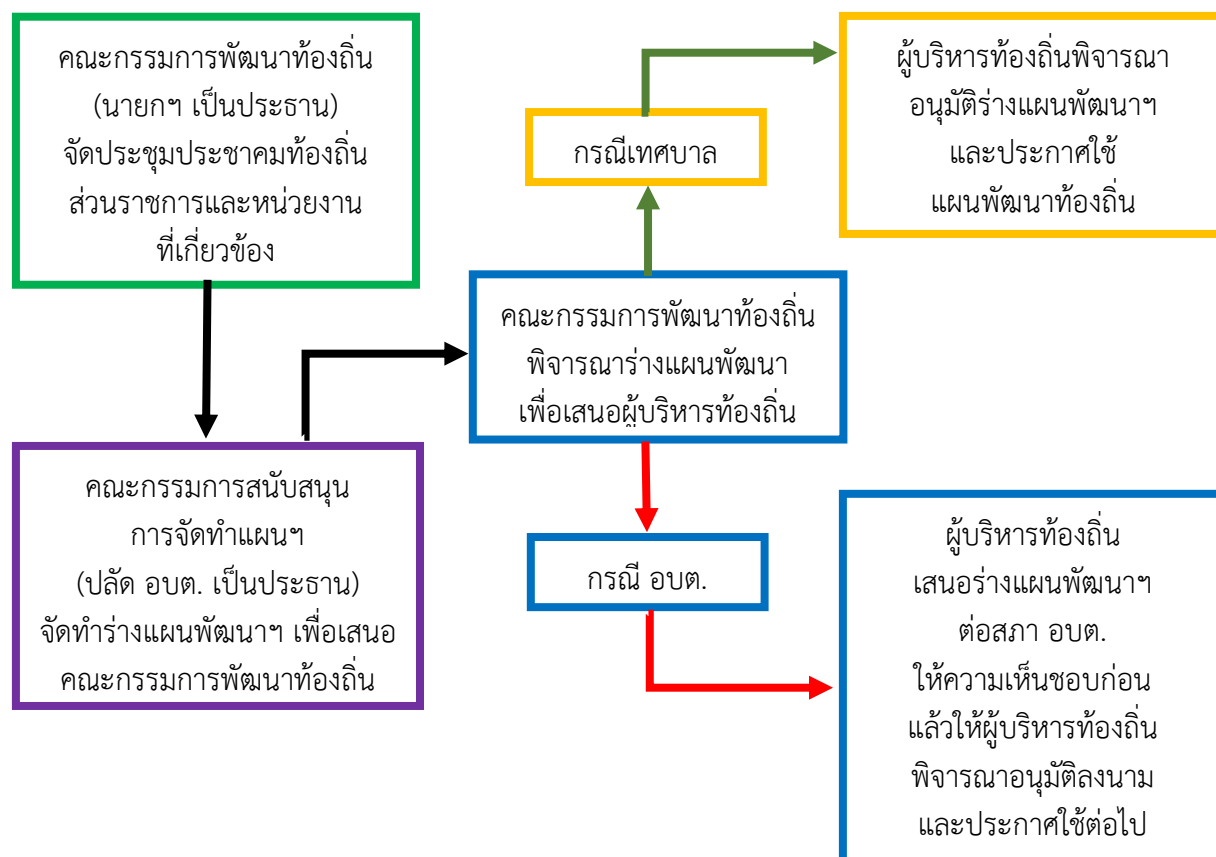 คณะกรรมการพัฒนาท้องถิ่น
(นายกฯ เป็นประธาน)
จัดประชุมประชาคมท้องถิ่น
ส่วนราชการและหน่วยงาน
ที่เกี่ยวข้อง
คณะกรรมการสนับสนุน
การจัดทำแผนฯ
(ปลัด อบต. เป็นประธาน)
จัดทำร่างแผนพัฒนาฯ เพื่อเสนอ
คณะกรรมการพัฒนาท้องถิ่น
คณะกรรมการพัฒนาท้องถิ่น
พิจารณาร่างแผนพัฒนา
เพื่อเสนอผู้บริหารท้องถิ่น
กรณีเทศบาล
ผู้บริหารท้องถิ่นพิจารณา
อนุมัติร่างแผนพัฒนาฯ
และประกาศใช้
แผนพัฒนาท้องถิ่น
กรณี อบต.
ผู้บริหารท้องถิ่น
เสนอร่างแผนพัฒนาฯ
ต่อสภา อบต.
ให้ความเห็นชอบก่อน
แล้วให้ผู้บริหารท้องถิ่น
พิจารณาอนุมัติลงนาม
และประกาศใช้ต่อไป